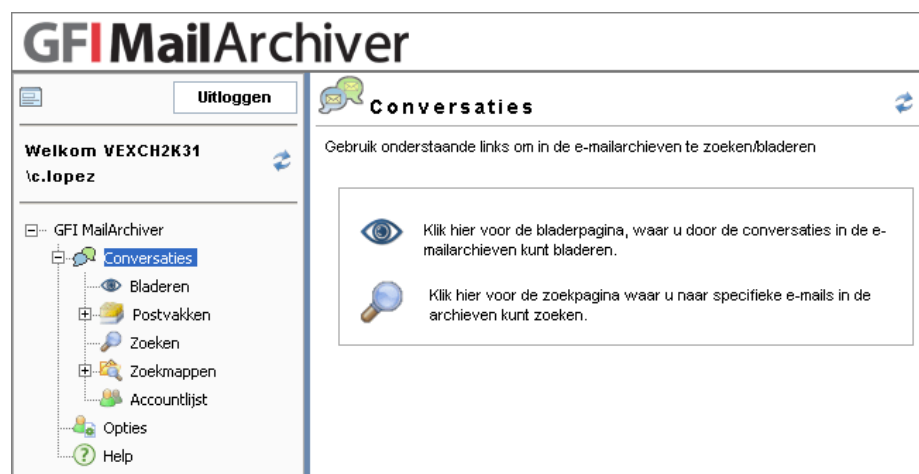 GFI MailArchiver
Uitloggen
Welkom VEXCH2K31
\c.lopez
GFI MailArchiver
Conversaties
Bladeren
Postvakken
Zoeken
Zoekmappen
Accountlijst
Opties
Help
Conversaties
Gebruik onderstaande links om in de e-mailarchieven te zoeken/bladeren
Klik hier voor de bladerpagina, waar u door de conversaties in de e-
mailarchieven kunt bladeren.
Klik hier voor de zoekpagina waar u naar specifieke e-mails in de
archieven kunt zoeken.